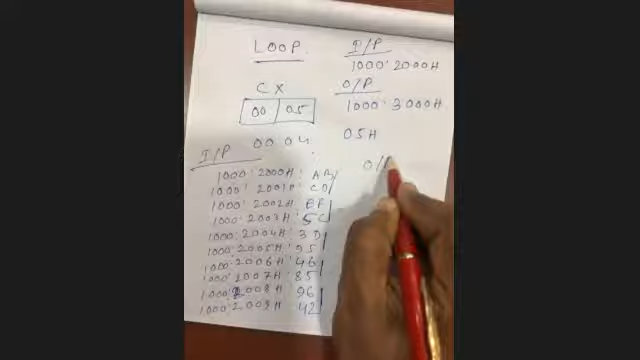 LOOP.
I/P
1000:2000H
O/P
1000:3000H
CX
00 05
00 04
05H
I/P
O/P
1000:2000H : AB
1000:2001H : CD
1000:2002H : EF
1000:2003H : 5C
1000:2004H : 3D
1000:2005H : 95
1000:2006H : 46
1000:2007H : 85
1000:2008H 96
1000:2009H 42